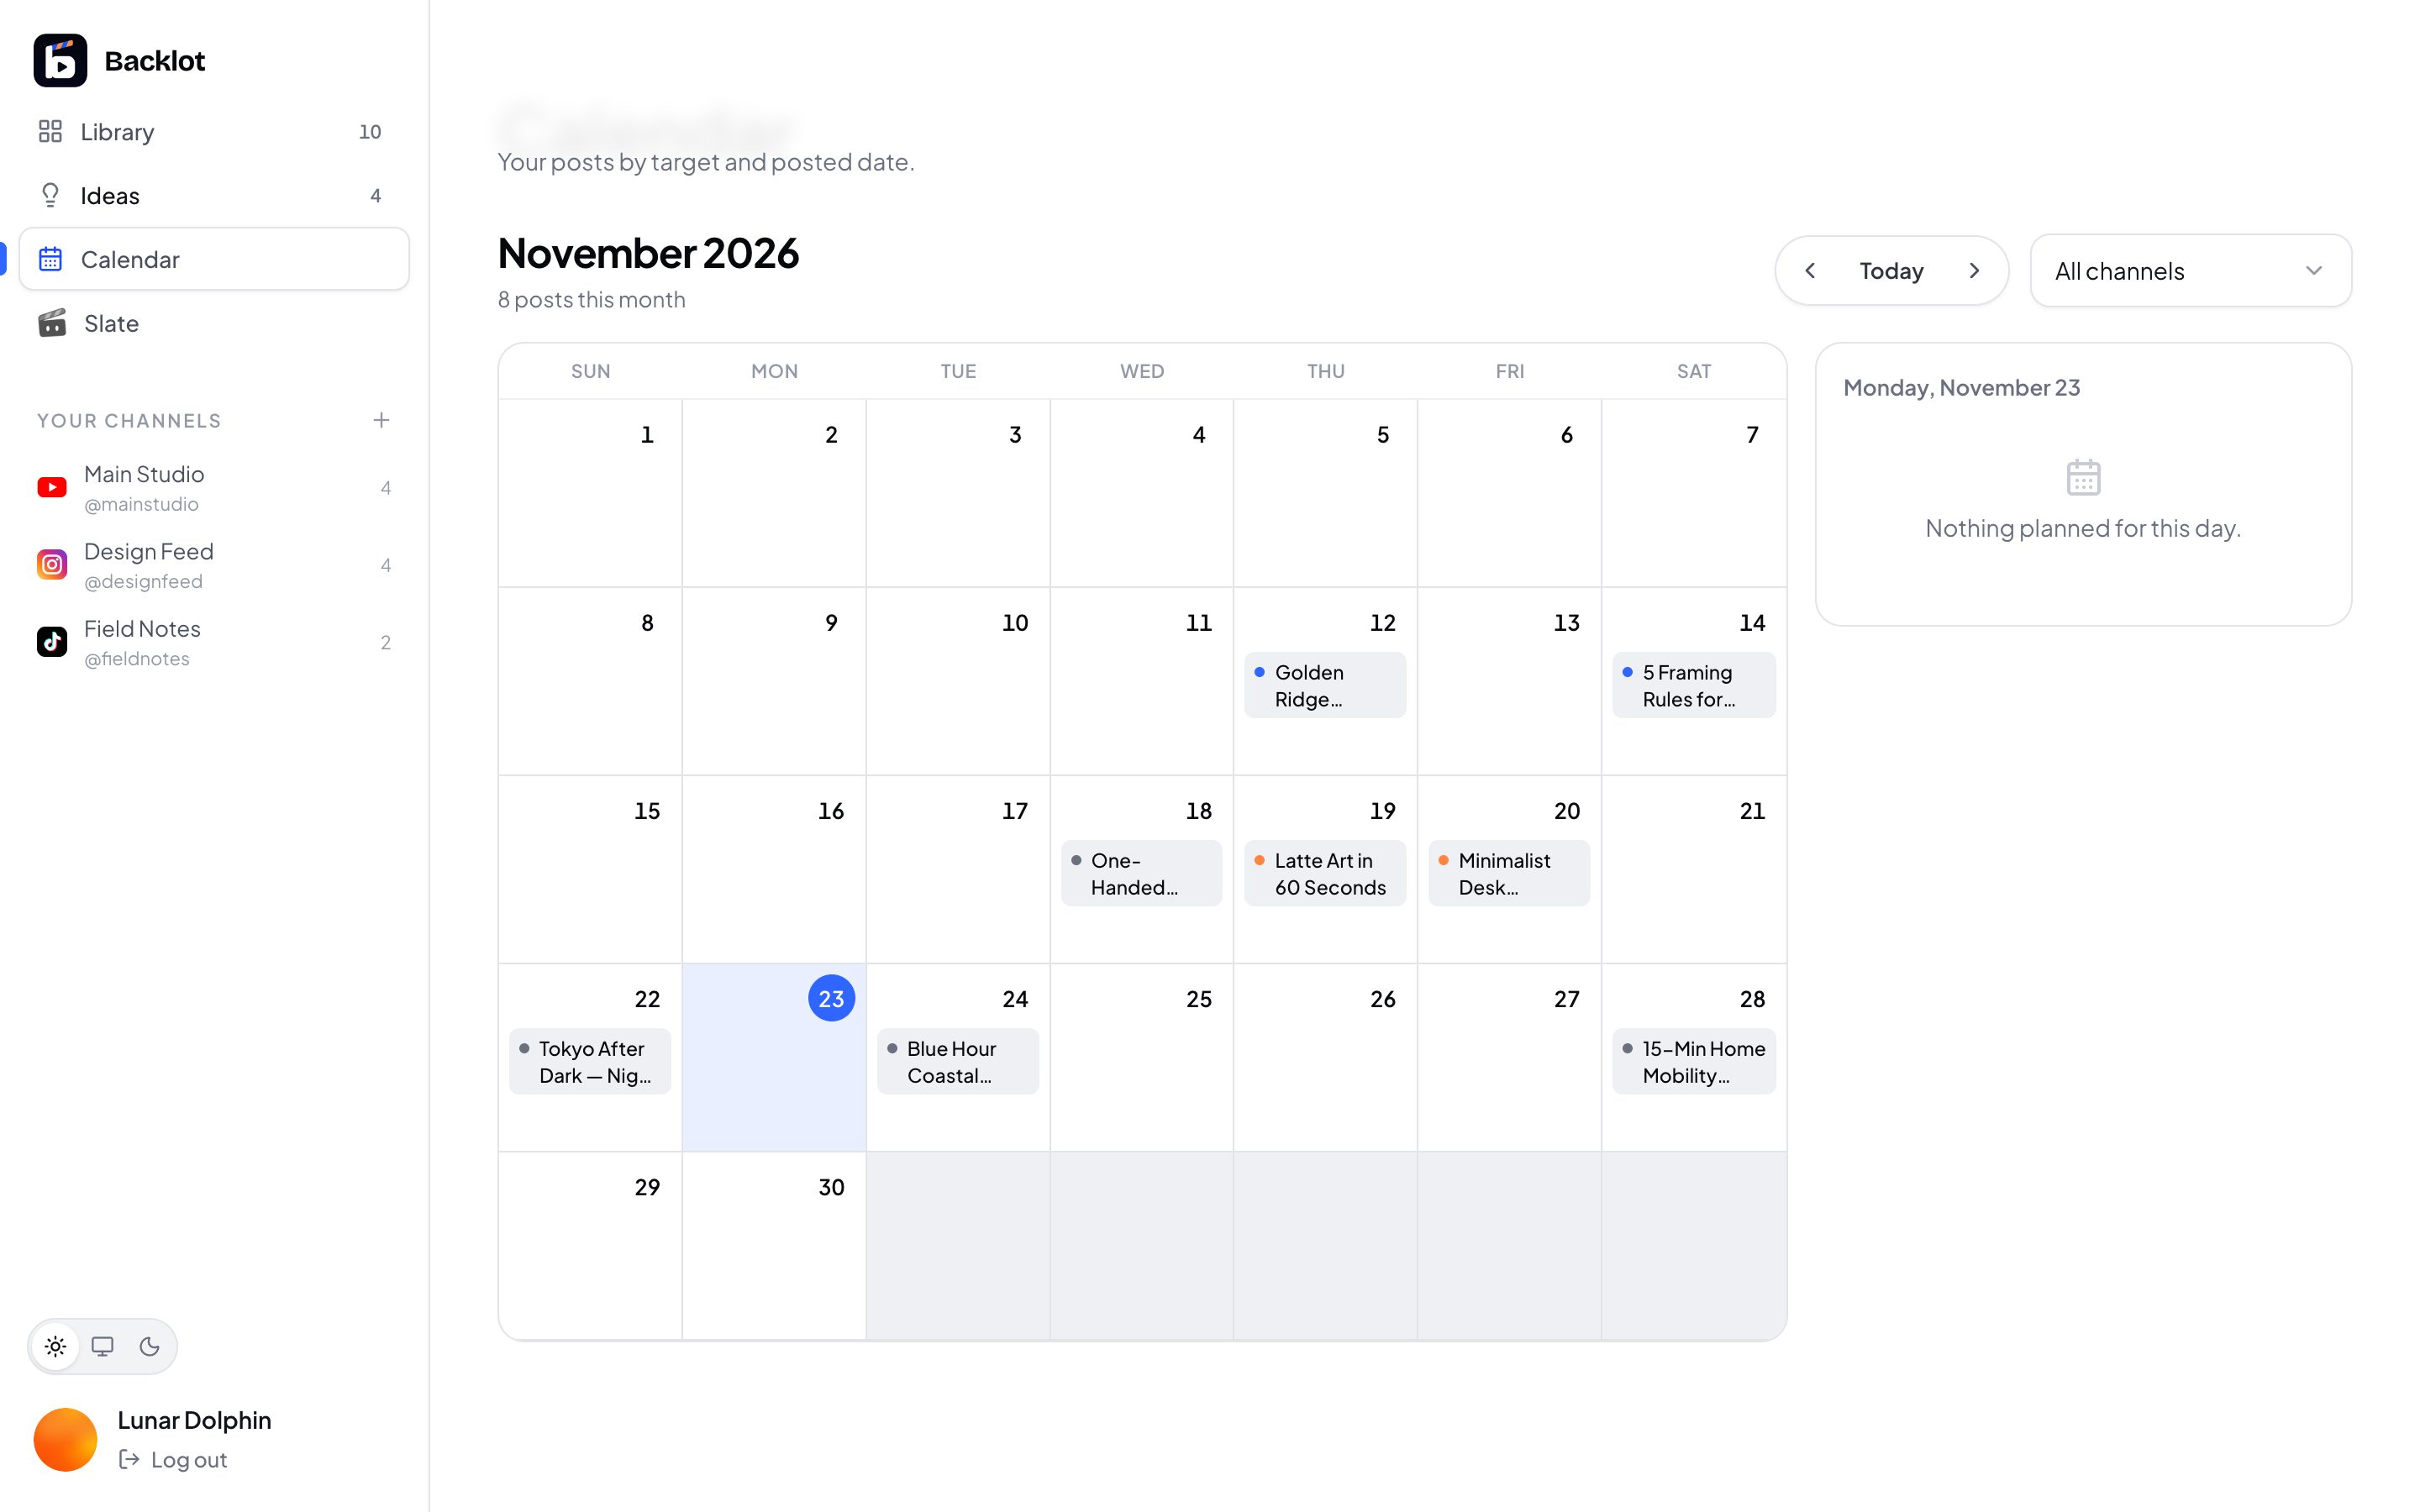 Backlot
Library 10
Ideas 4
Calendar
Slate
YOUR CHANNELS
Main Studio
@mainstudio
4
Design Feed
@designfeed
4
Field Notes
@fieldnotes
2
Lunar Dolphin
Log out
Calendar
Your posts by target and posted date.
November 2026
8 posts this month
Today
All channels
SUN MON TUE WED THU FRI SAT
1 2 3 4 5 6 7
8 9 10 11 12 13 14
Golden
Ridge…
5 Framing
Rules for…
15 16 17 18 19 20 21
One-
Handed…
Latte Art in
60 Seconds
Minimalist
Desk…
22 23 24 25 26 27 28
Tokyo After
Dark — Nig…
Blue Hour
Coastal…
15-Min Home
Mobility…
29 30
Monday, November 23
Nothing planned for this day.